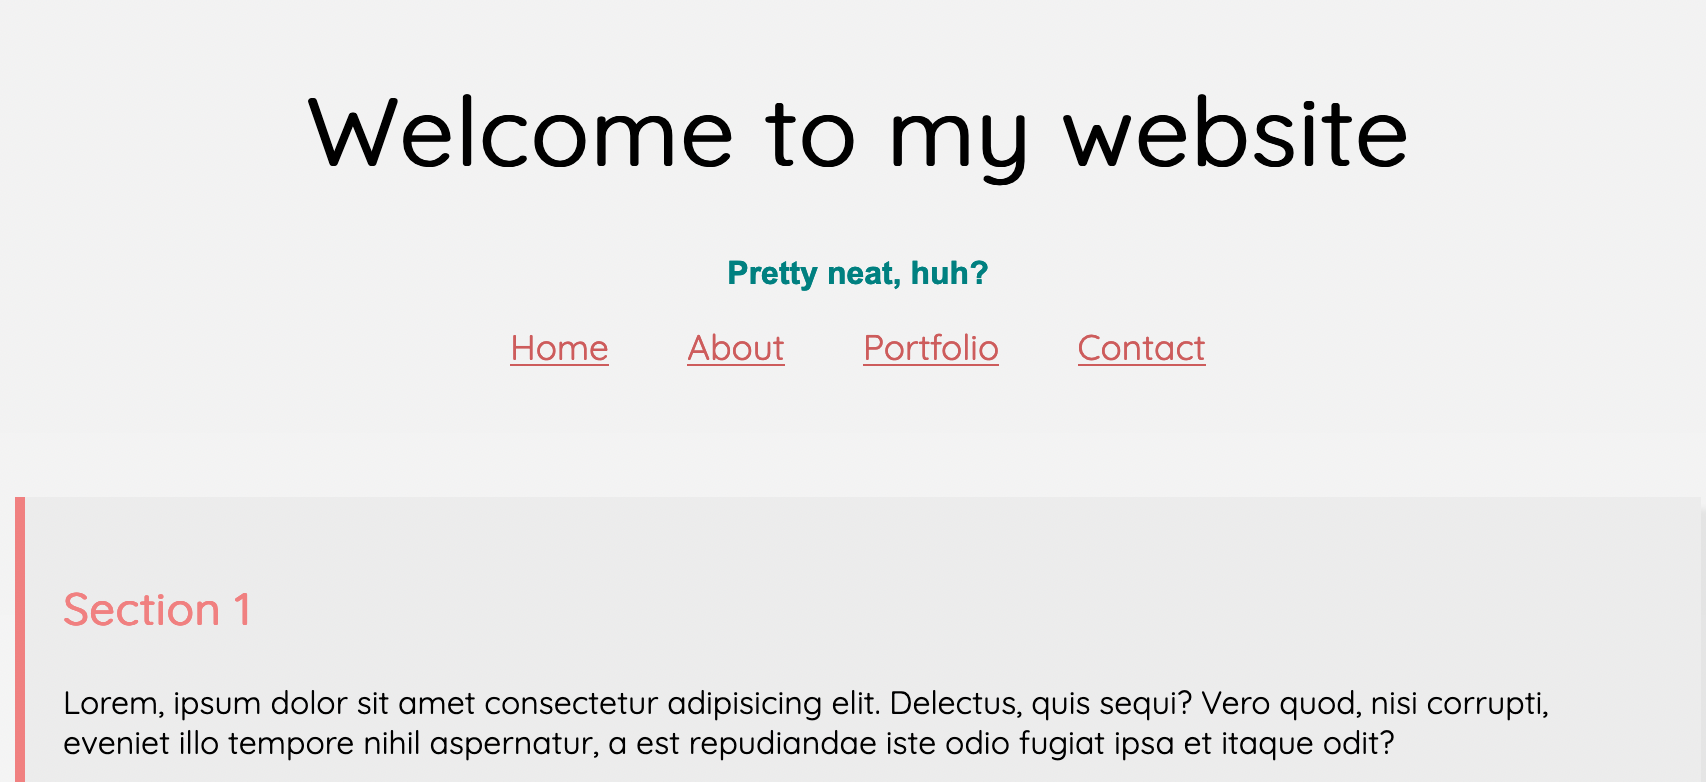 Welcome to my website
Pretty neat, huh?
Home About Portfolio Contact
Section 1
Lorem, ipsum dolor sit amet consectetur adipisicing elit. Delectus, quis sequi? Vero quod, nisi corrupti,
eveniet illo tempore nihil aspernatur, a est repudiandae iste odio fugiat ipsa et itaque odit?